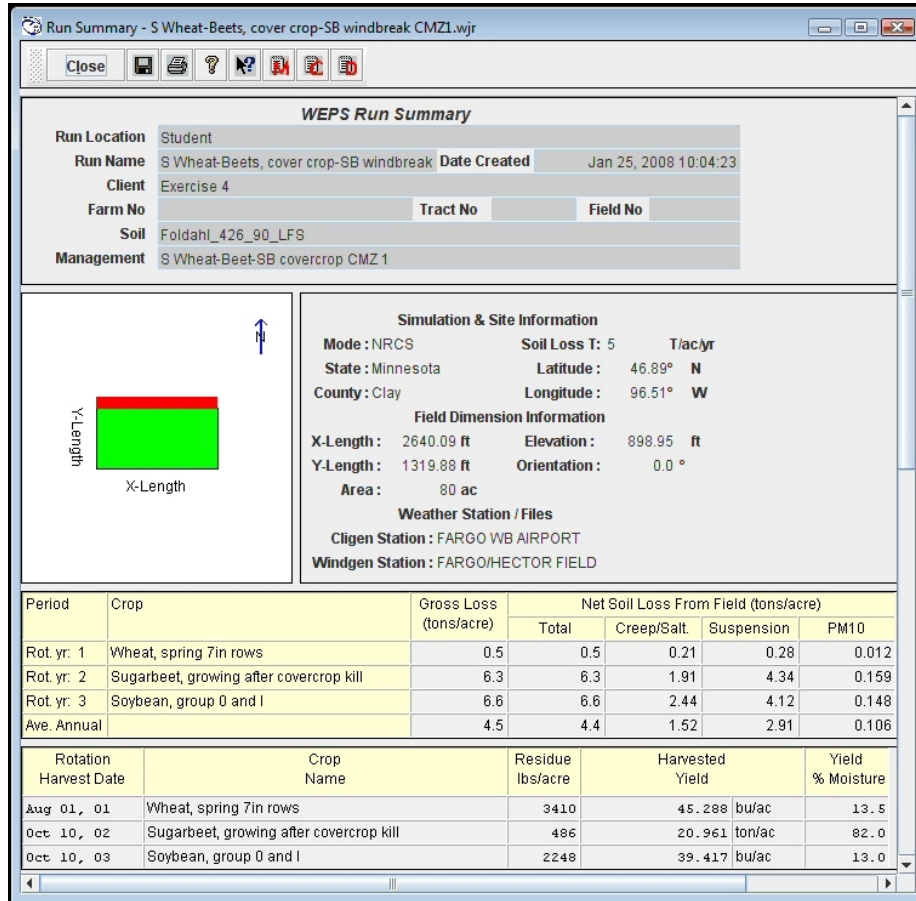 Run Summary - S Wheat-Beets, cover crop-SB windbreak CMZ1.wjr
Close
WEPS Run Summary
Run Location Student
Run Name S Wheat-Beets, cover crop-SB windbreak Date Created Jan 25, 2008 10:04:23
Client Exercise 4
Farm No Tract No Field No
Soil Foldahl_426_90_LFS
Management S Wheat-Beet-SB covercrop CMZ 1
N
Y-Length
X-Length
Simulation & Site Information
Mode : NRCS Soil Loss T: 5 T/ac/yr
State : Minnesota Latitude : 46.89° N
County : Clay Longitude : 96.51° W
Field Dimension Information
X-Length : 2640.09 ft Elevation : 898.95 ft
Y-Length : 1319.88 ft Orientation : 0.0 °
Area : 80 ac
Weather Station / Files
Cligen Station : FARGO WB AIRPORT
Windgen Station : FARGO/HECTOR FIELD
Period Crop Gross Loss (tons/acre) Net Soil Loss From Field (tons/acre)
Total Creep/Salt. Suspension PM10
Rot. yr: 1 Wheat, spring 7in rows 0.5 0.5 0.21 0.28 0.012
Rot. yr: 2 Sugarbeet, growing after covercrop kill 6.3 6.3 1.91 4.34 0.159
Rot. yr: 3 Soybean, group 0 and I 6.6 6.6 2.44 4.12 0.148
Ave. Annual 4.5 4.4 1.52 2.91 0.106
Rotation Crop Residue Harvested Yield
Harvest Date Name lbs/acre Yield % Moisture
Aug 01, 01 Wheat, spring 7in rows 3410 45.288 bu/ac 13.5
Oct 10, 02 Sugarbeet, growing after covercrop kill 486 20.961 ton/ac 82.0
Oct 10, 03 Soybean, group 0 and I 2248 39.417 bu/ac 13.0